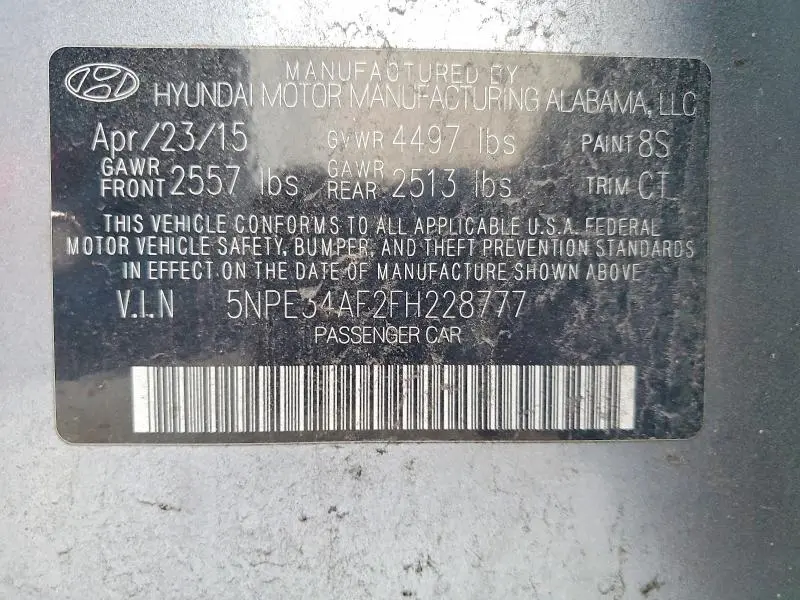 MANUFACTURED BY
HYUNDAI MOTOR MANUFACTURING ALABAMA, LLC
Apr/23/15 GVWR 4497 lbs PAINT 8S
GAWR FRONT 2557 lbs GAWR REAR 2513 lbs TRIM CT
THIS VEHICLE CONFORMS TO ALL APPLICABLE U.S.A. FEDERAL
MOTOR VEHICLE SAFETY, BUMPER, AND THEFT PREVENTION STANDARDS
IN EFFECT ON THE DATE OF MANUFACTURE SHOWN ABOVE
V.I.N 5NPE34AF2FH228777
PASSENGER CAR